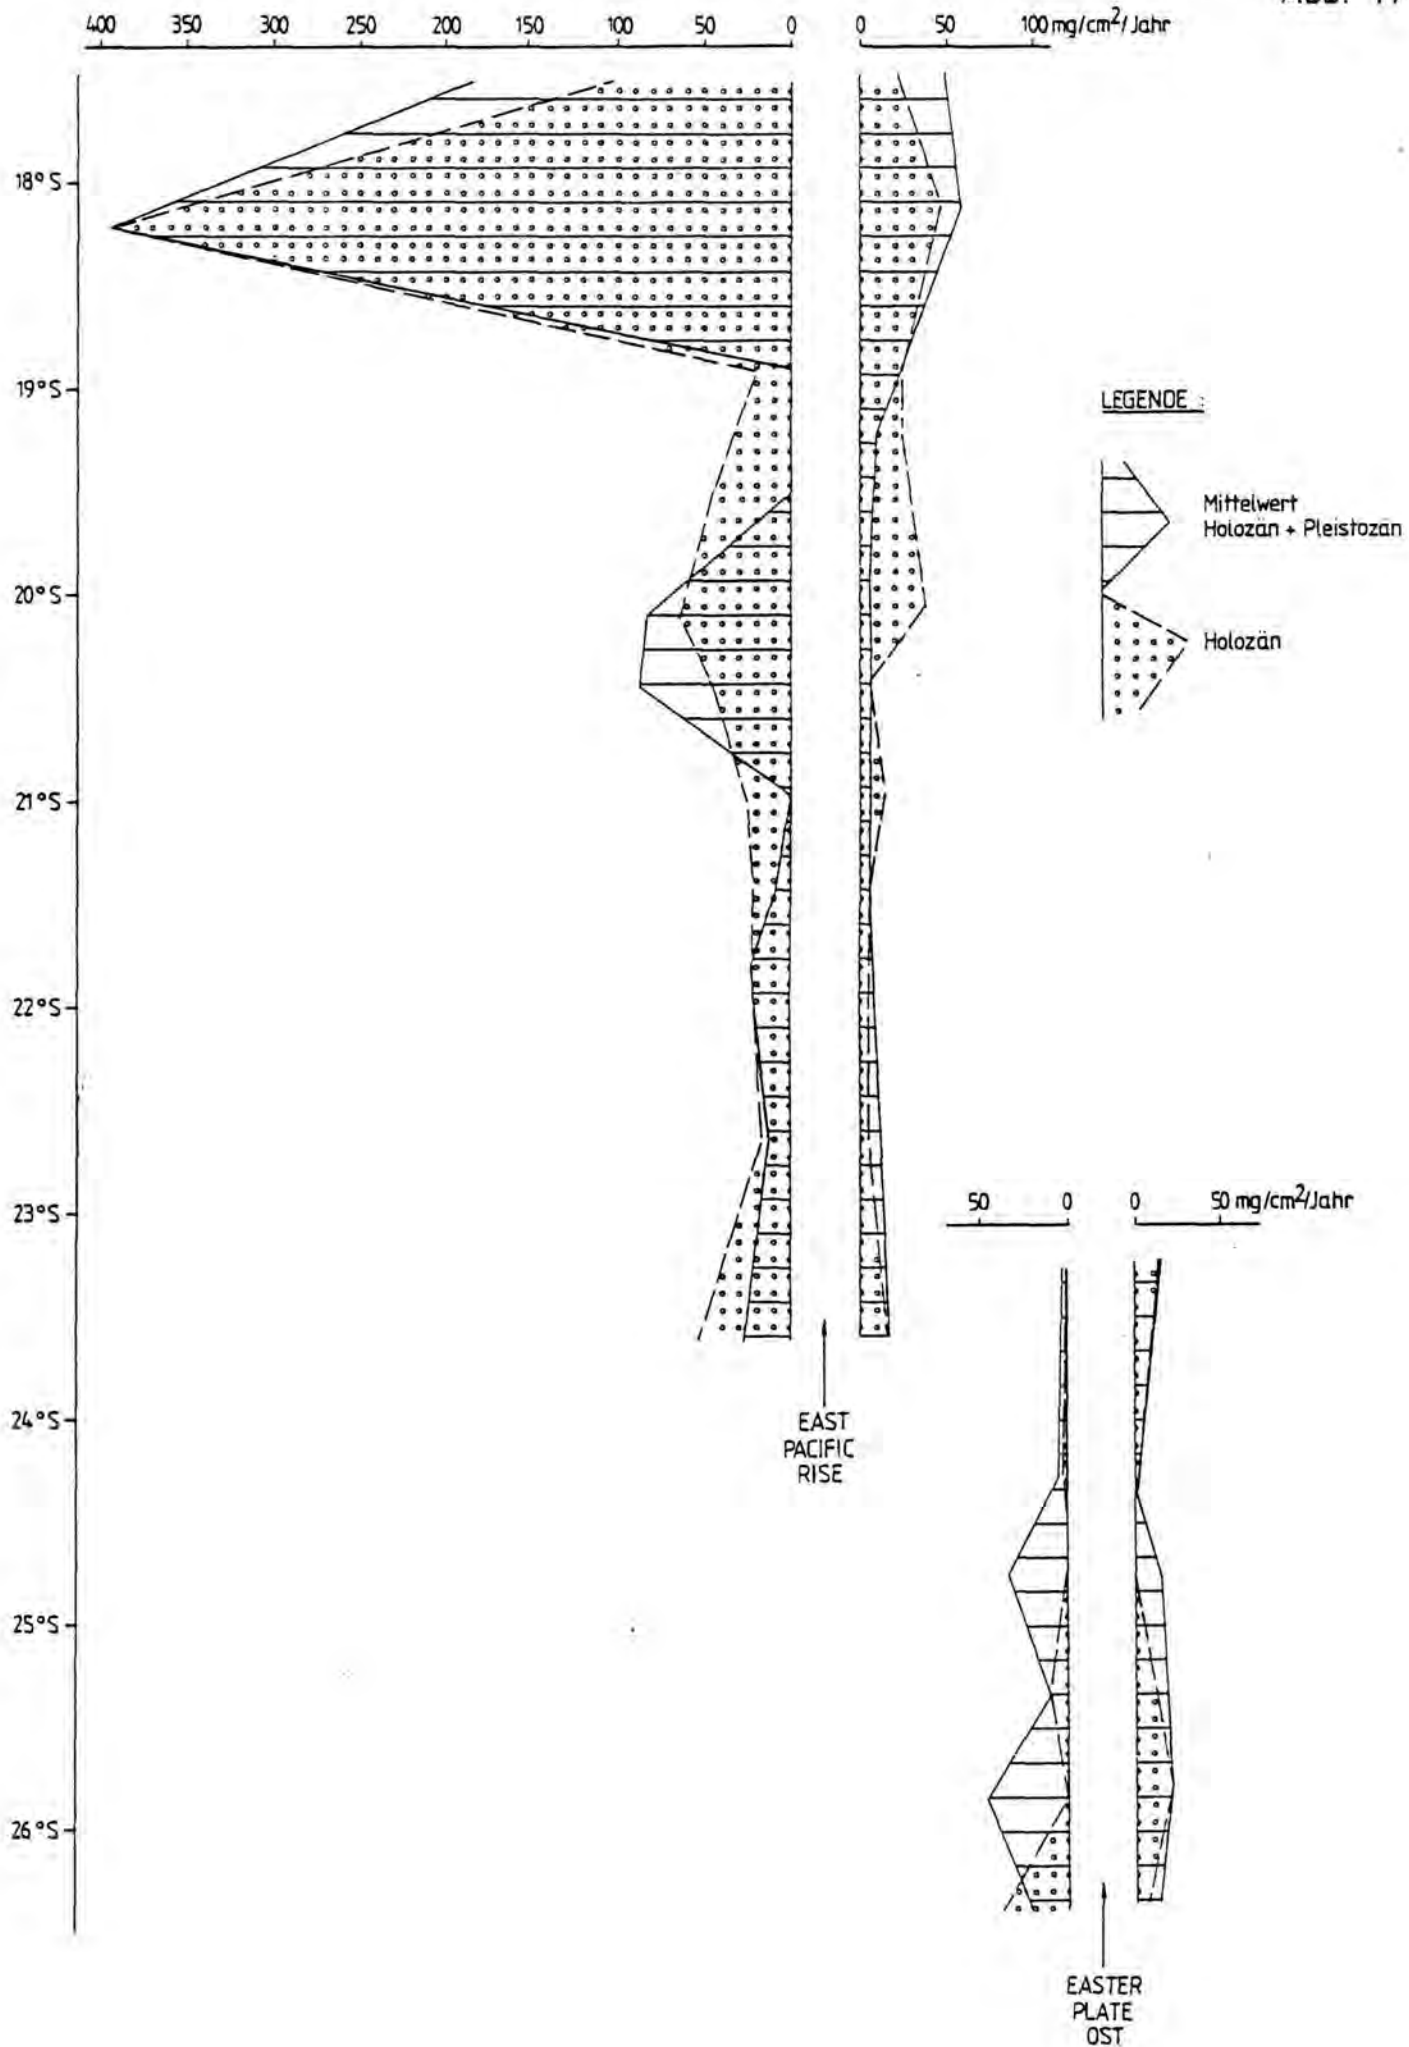 400 350 300 250 200 150 100 50 0 0 50 100 mg/cm²/Jahr
18°S
19°S
LEGENDE :
Mittelwert
Holozän + Pleistozän
20°S
Holozän
21°S
22°S
23°S
50 0 0 50 mg/cm²/Jahr
24°S
EAST
PACIFIC
RISE
25°S
26°S
EASTER
PLATE
OST